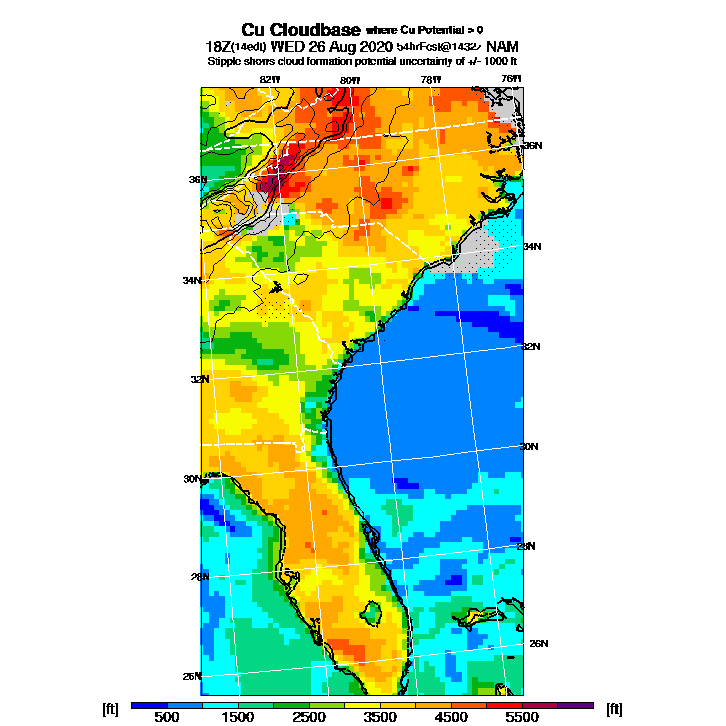 Cu Cloudbase where Cu Potential > 0
18Z(14edt) WED 26 Aug 2020 54hrFcst@1432z NAM
Stipple shows cloud formation potential uncertainty of +/- 1000 ft
82W 80W 78W 76W
36N
36N
34N
34N
32N
32N
30N
30N
28N
28N
26N
26N
[ft] 500 1500 2500 3500 4500 5500 [ft]